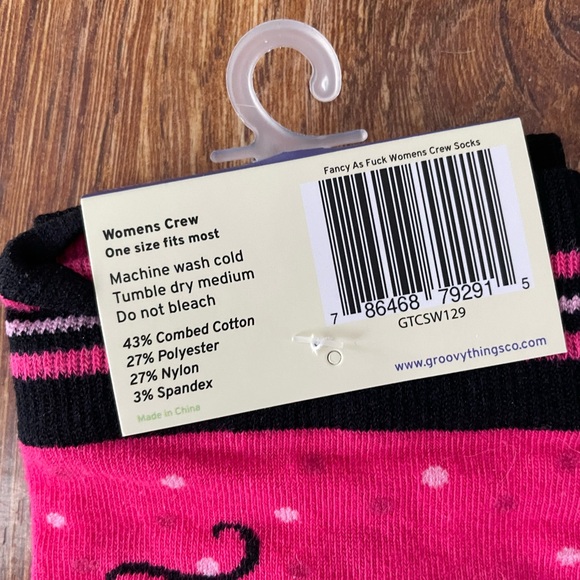 Fancy As Fuck Womens Crew Socks
Womens Crew
One size fits most
Machine wash cold
Tumble dry medium
Do not bleach
43% Combed Cotton
27% Polyester
27% Nylon
3% Spandex
Made in China
7 86468 79291 5
GTCSW129
www.groovythingsco.com